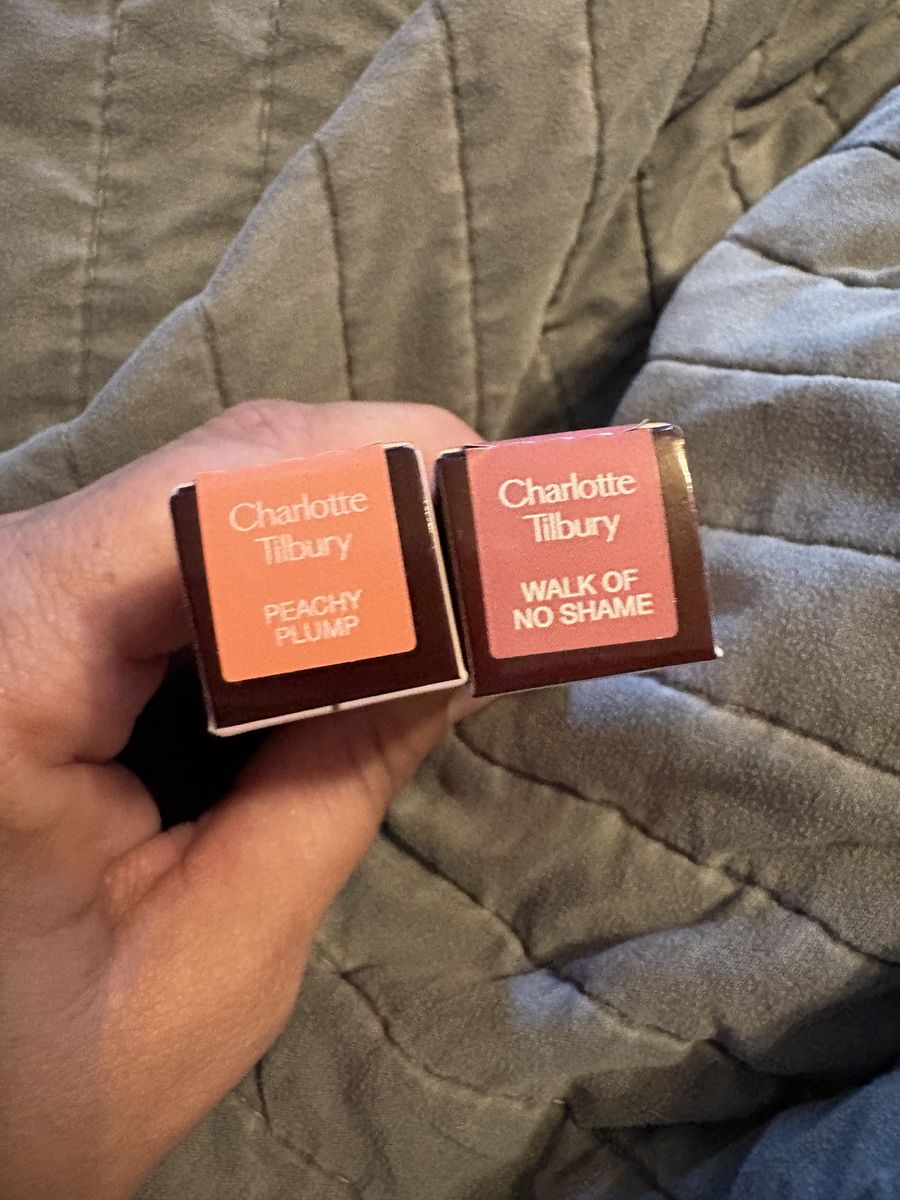 Charlotte
Tilbury
PEACHY
PLUMP
Charlotte
Tilbury
WALK OF
NO SHAME